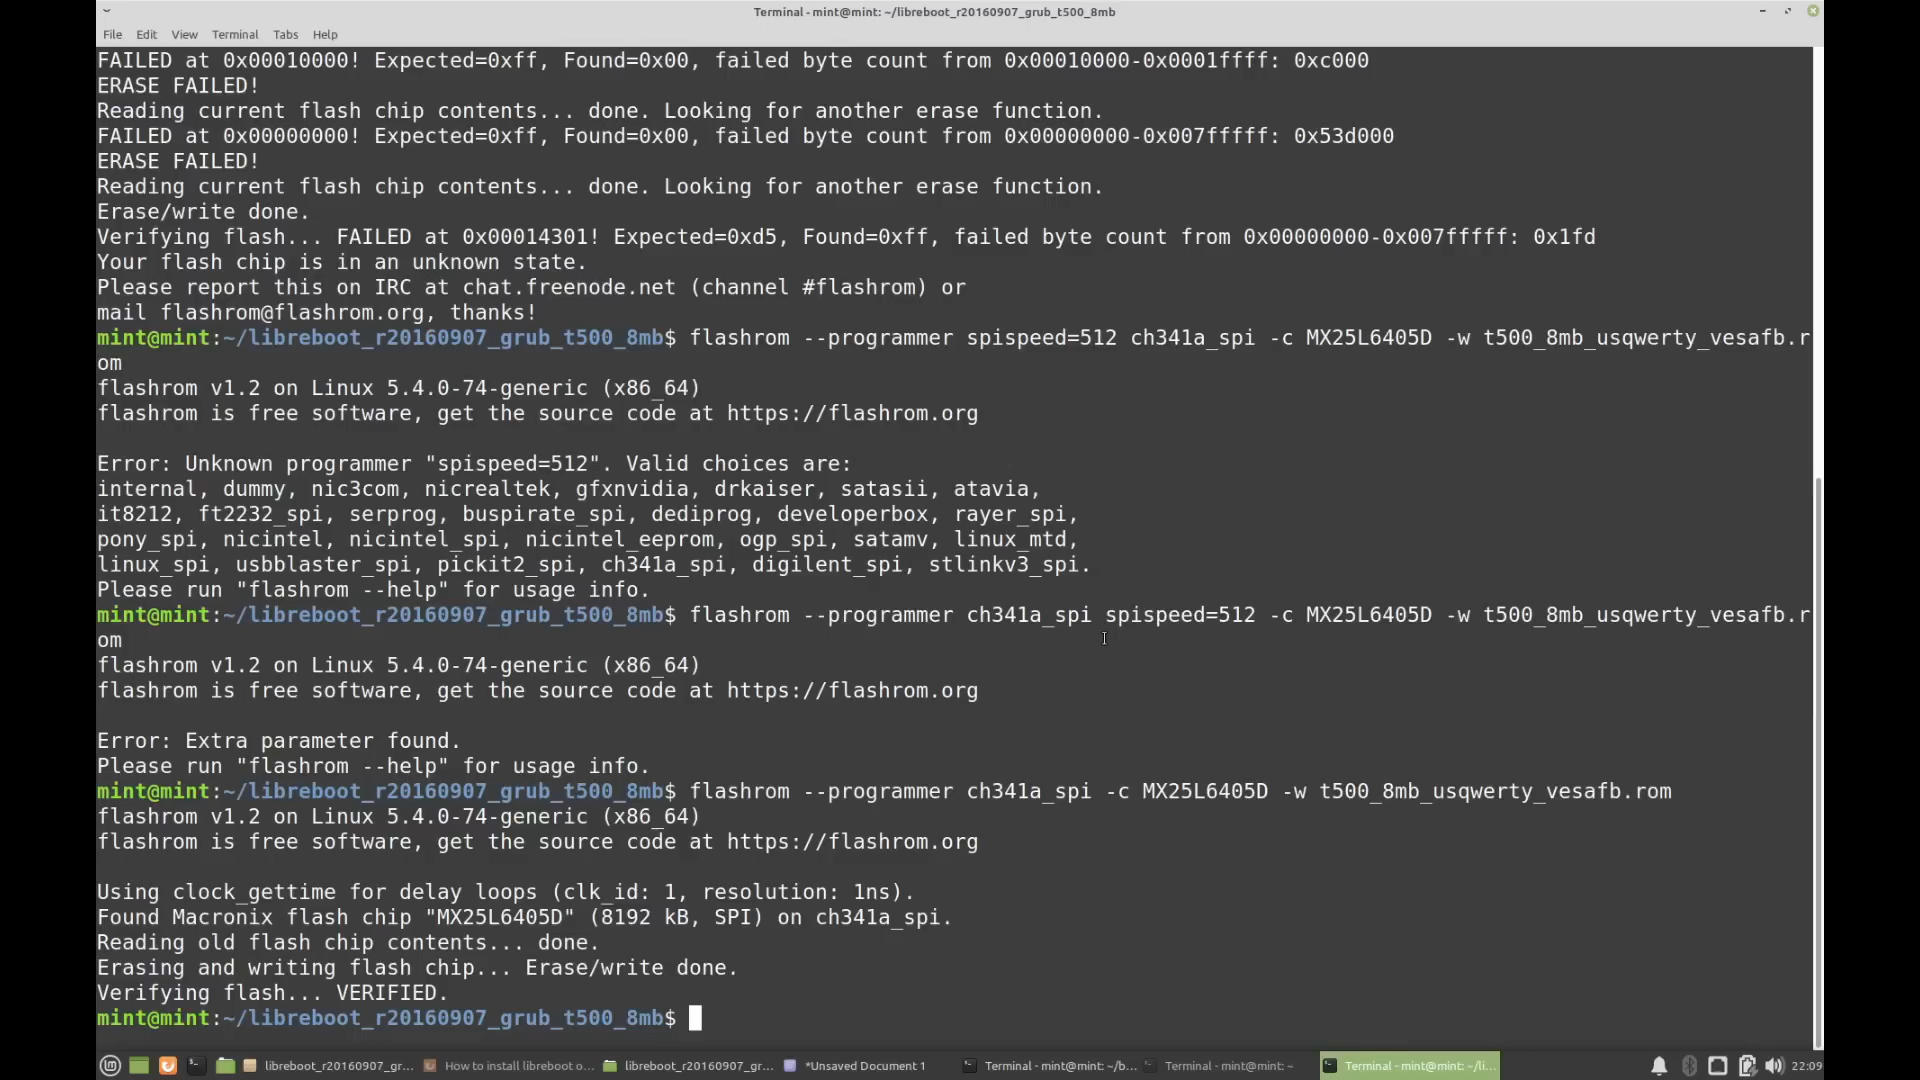 Terminal - mint@mint: ~/libreboot_r20160907_grub_t500_8mb
File Edit View Terminal Tabs Help
FAILED at 0x00010000! Expected=0xff, Found=0x00, failed byte count from 0x00010000-0x0001ffff: 0xc000
ERASE FAILED!
Reading current flash chip contents... done. Looking for another erase function.
FAILED at 0x00000000! Expected=0xff, Found=0x00, failed byte count from 0x00000000-0x007fffff: 0x53d000
ERASE FAILED!
Reading current flash chip contents... done. Looking for another erase function.
Erase/write done.
Verifying flash... FAILED at 0x00014301! Expected=0xd5, Found=0xff, failed byte count from 0x00000000-0x007fffff: 0x1fd
Your flash chip is in an unknown state.
Please report this on IRC at chat.freenode.net (channel #flashrom) or
mail flashrom@flashrom.org, thanks!
mint@mint:~/libreboot_r20160907_grub_t500_8mb$ flashrom --programmer spispeed=512 ch341a_spi -c MX25L6405D -w t500_8mb_usqwerty_vesafb.r
om
flashrom v1.2 on Linux 5.4.0-74-generic (x86_64)
flashrom is free software, get the source code at https://flashrom.org
Error: Unknown programmer "spispeed=512". Valid choices are:
internal, dummy, nic3com, nicrealtek, gfxnvidia, drkaiser, satasii, atavia,
it8212, ft2232_spi, serprog, buspirate_spi, dediprog, developerbox, rayer_spi,
pony_spi, nicintel, nicintel_spi, nicintel_eeprom, ogp_spi, satamv, linux_mtd,
linux_spi, usbblaster_spi, pickit2_spi, ch341a_spi, digilent_spi, stlinkv3_spi.
Please run "flashrom --help" for usage info.
mint@mint:~/libreboot_r20160907_grub_t500_8mb$ flashrom --programmer ch341a_spi spispeed=512 -c MX25L6405D -w t500_8mb_usqwerty_vesafb.r
om
flashrom v1.2 on Linux 5.4.0-74-generic (x86_64)
flashrom is free software, get the source code at https://flashrom.org
Error: Extra parameter found.
Please run "flashrom --help" for usage info.
mint@mint:~/libreboot_r20160907_grub_t500_8mb$ flashrom --programmer ch341a_spi -c MX25L6405D -w t500_8mb_usqwerty_vesafb.rom
flashrom v1.2 on Linux 5.4.0-74-generic (x86_64)
flashrom is free software, get the source code at https://flashrom.org
Using clock_gettime for delay loops (clk_id: 1, resolution: 1ns).
Found Macronix flash chip "MX25L6405D" (8192 kB, SPI) on ch341a_spi.
Reading old flash chip contents... done.
Erasing and writing flash chip... Erase/write done.
Verifying flash... VERIFIED.
mint@mint:~/libreboot_r20160907_grub_t500_8mb$
libreboot_r20160907_gr... How to install libreboot o... libreboot_r20160907_gr... *Unsaved Document 1 Terminal - mint@mint: ~/b... Terminal - mint@mint: ~ Terminal - mint@mint: ~/li... 22:09